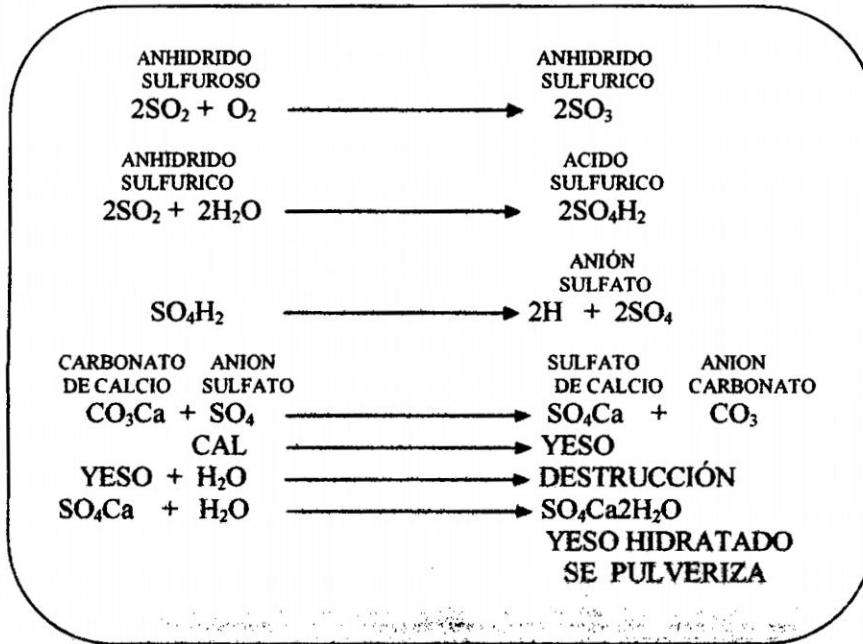 ANHIDRIDO ANHIDRIDO
SULFUROSO SULFURICO
2SO₂ + O₂ → 2SO₃
ANHIDRIDO ACIDO
SULFURICO SULFURICO
2SO₂ + 2H₂O → 2SO₄H₂
ANIÓN
SULFATO
SO₄H₂ → 2H + 2SO₄
CARBONATO ANION SULFATO ANION
DE CALCIO SULFATO DE CALCIO CARBONATO
CO₃Ca + SO₄ → SO₄Ca + CO₃
CAL → YESO
YESO + H₂O → DESTRUCCIÓN
SO₄Ca + H₂O → SO₄Ca2H₂O
YESO HIDRATADO
SE PULVERIZA